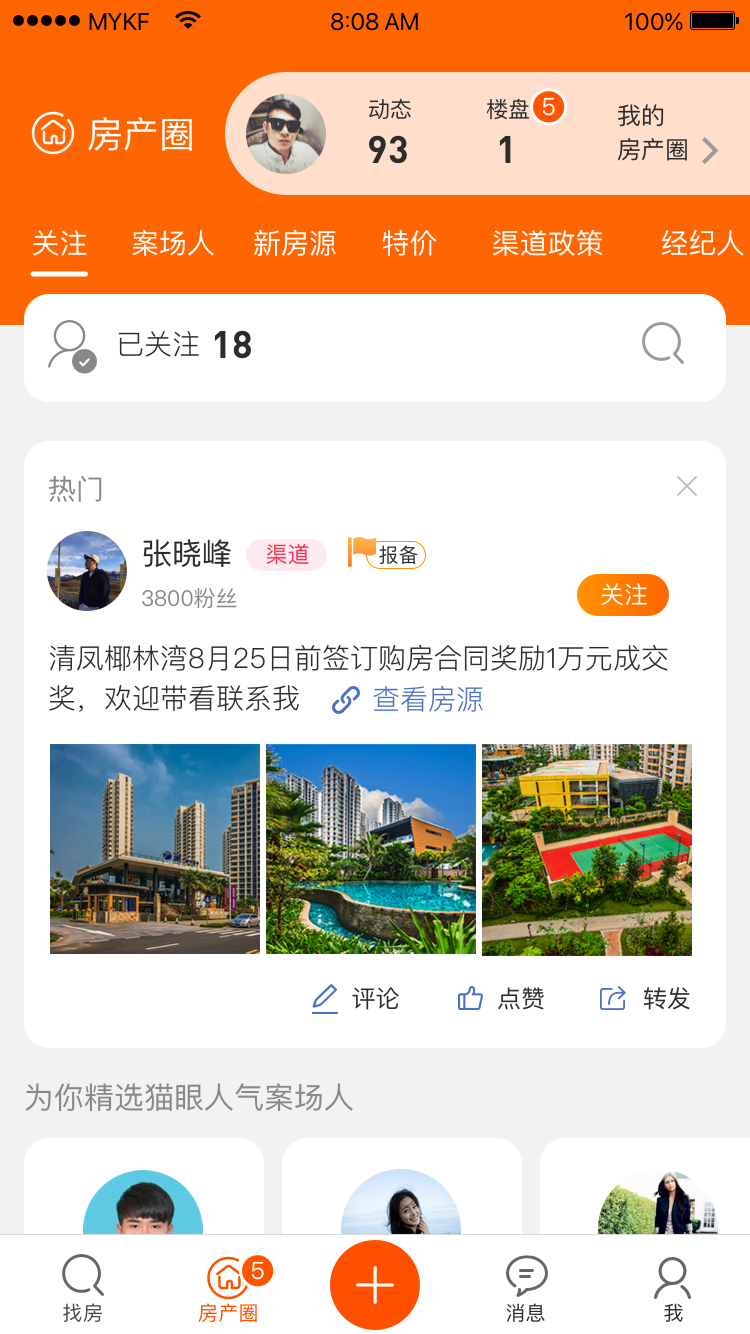 MYKF 8:08 AM 100%
房产圈
动态 楼盘 5
93 1
我的
房产圈
关注 案场人 新房源 特价 渠道政策 经纪人
已关注 18
热门
张晓峰 渠道 报备
3800粉丝
关注
清凤椰林湾8月25日前签订购房合同奖励1万元成交
奖，欢迎带看联系我 查看房源
评论 点赞 转发
为你精选猫眼人气案场人
5
找房 房产圈 消息 我